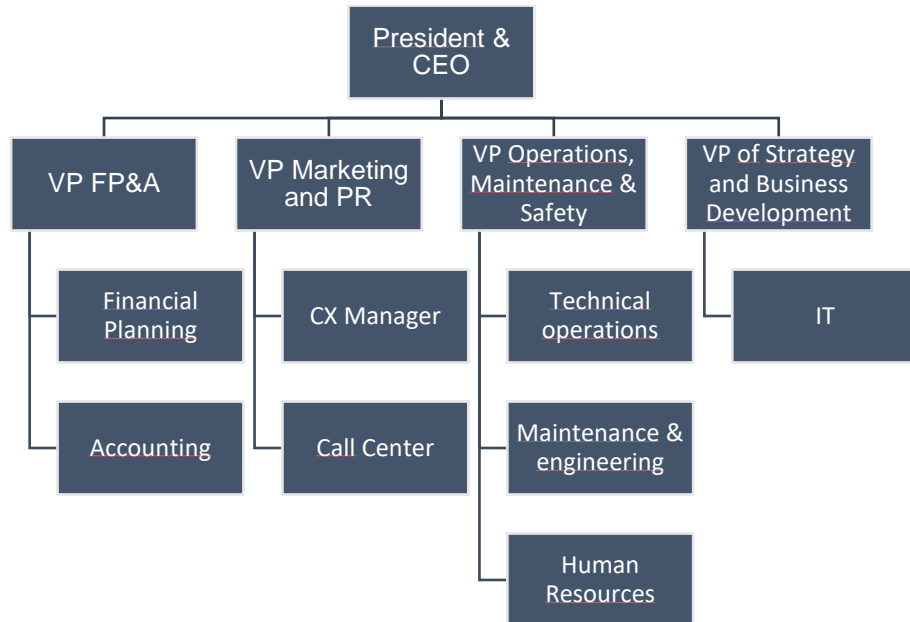 President &
CEO
VP FP&A
VP Marketing
and PR
VP Operations,
Maintenance &
Safety
VP of Strategy
and Business
Development
Financial
Planning
CX Manager
Technical
operations
IT
Accounting
Call Center
Maintenance &
engineering
Human
Resources